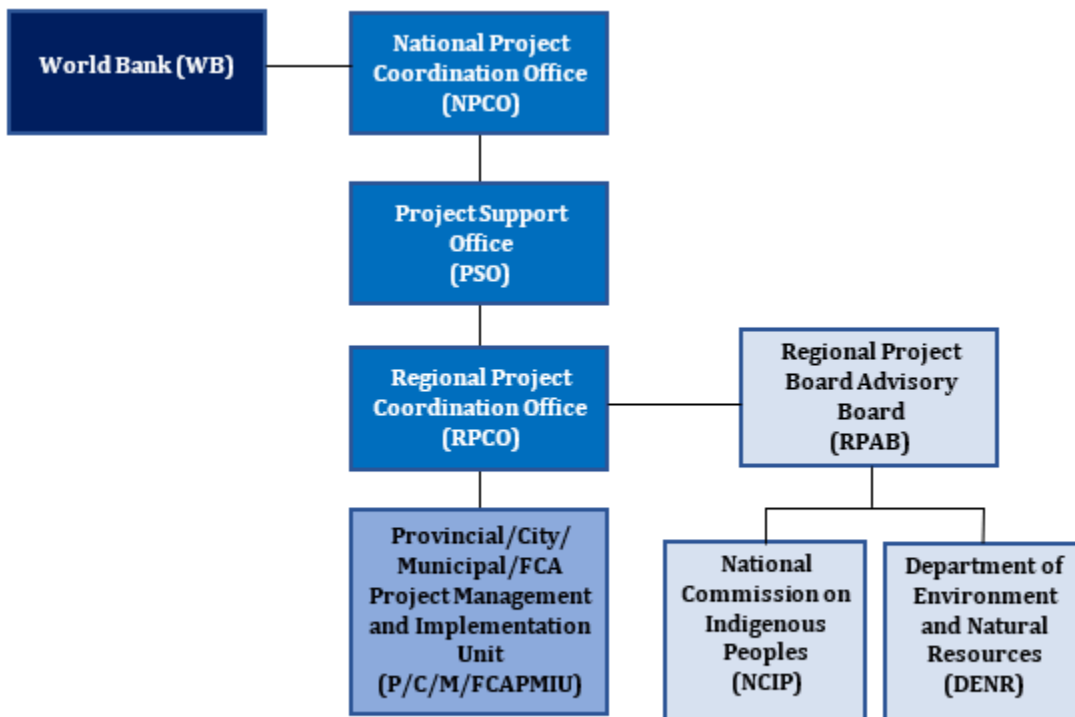 World Bank (WB)
National Project
Coordination Office
(NPCO)
Project Support
Office
(PSO)
Regional Project
Coordination Office
(RPCO)
Regional Project
Board Advisory
Board
(RPAB)
Provincial/City/
Municipal/FCA
Project Management
and Implementation
Unit
(P/C/M/FCAPMIU)
National
Commission on
Indigenous
Peoples
(NCIP)
Department of
Environment
and Natural
Resources
(DENR)